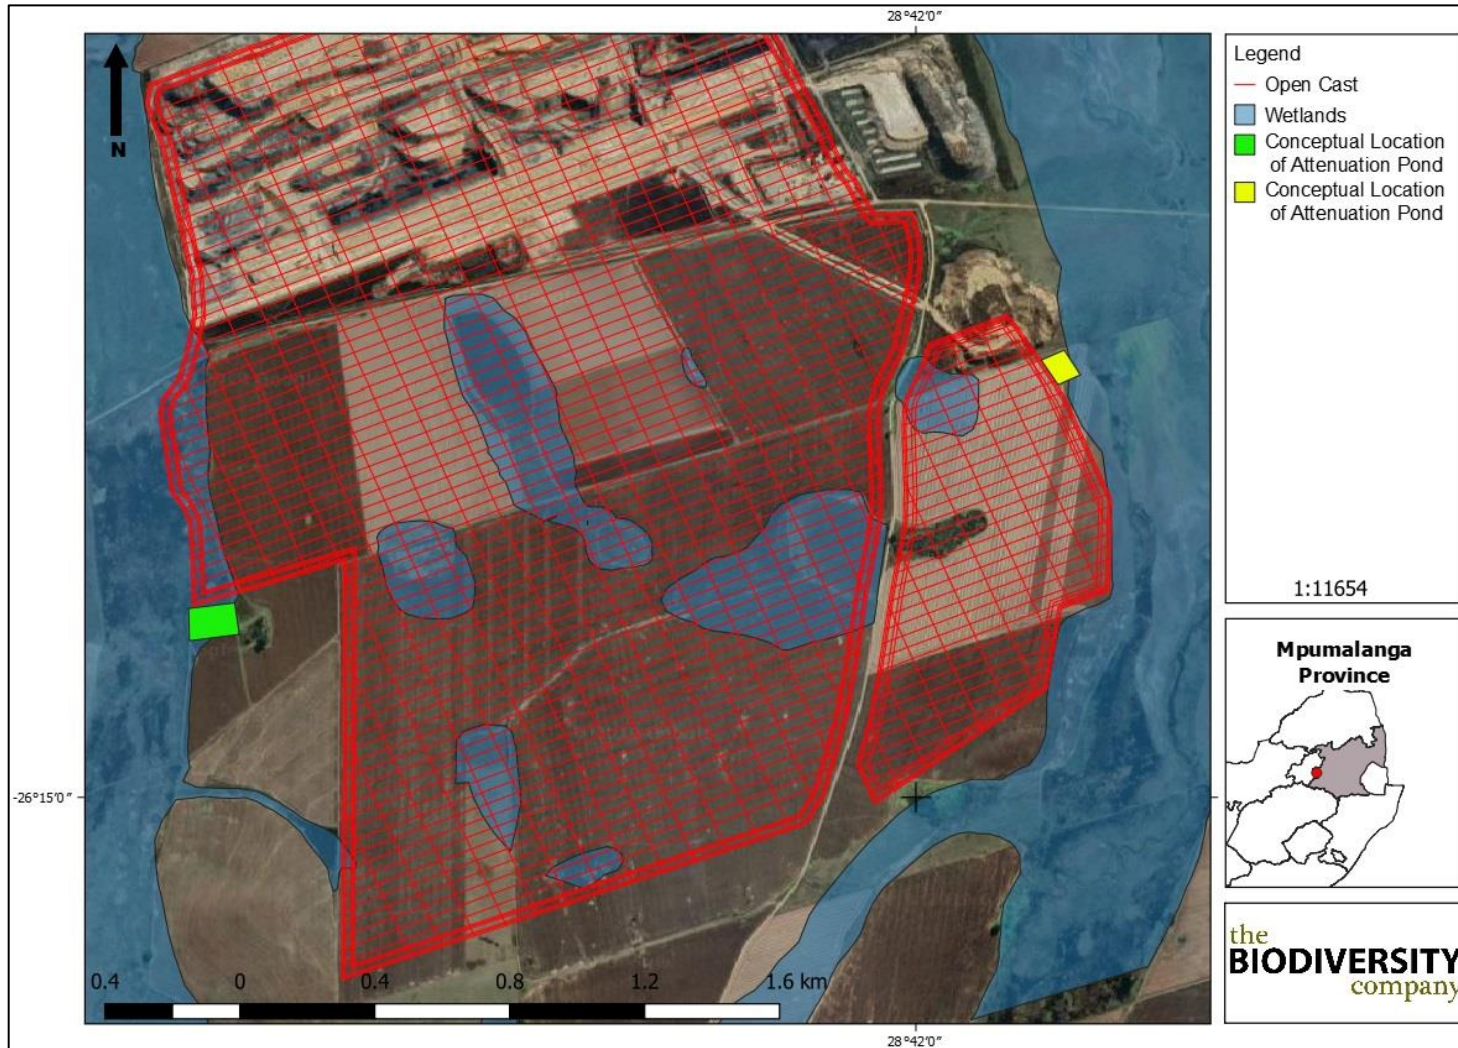 28°42'0"
N
-26°15'0"
0.4 0 0.4 0.8 1.2 1.6 km
28°42'0"
Legend
Open Cast
Wetlands
Conceptual Location
of Attenuation Pond
Conceptual Location
of Attenuation Pond
1:11654
Mpumalanga
Province
the
BIODIVERSITY
company